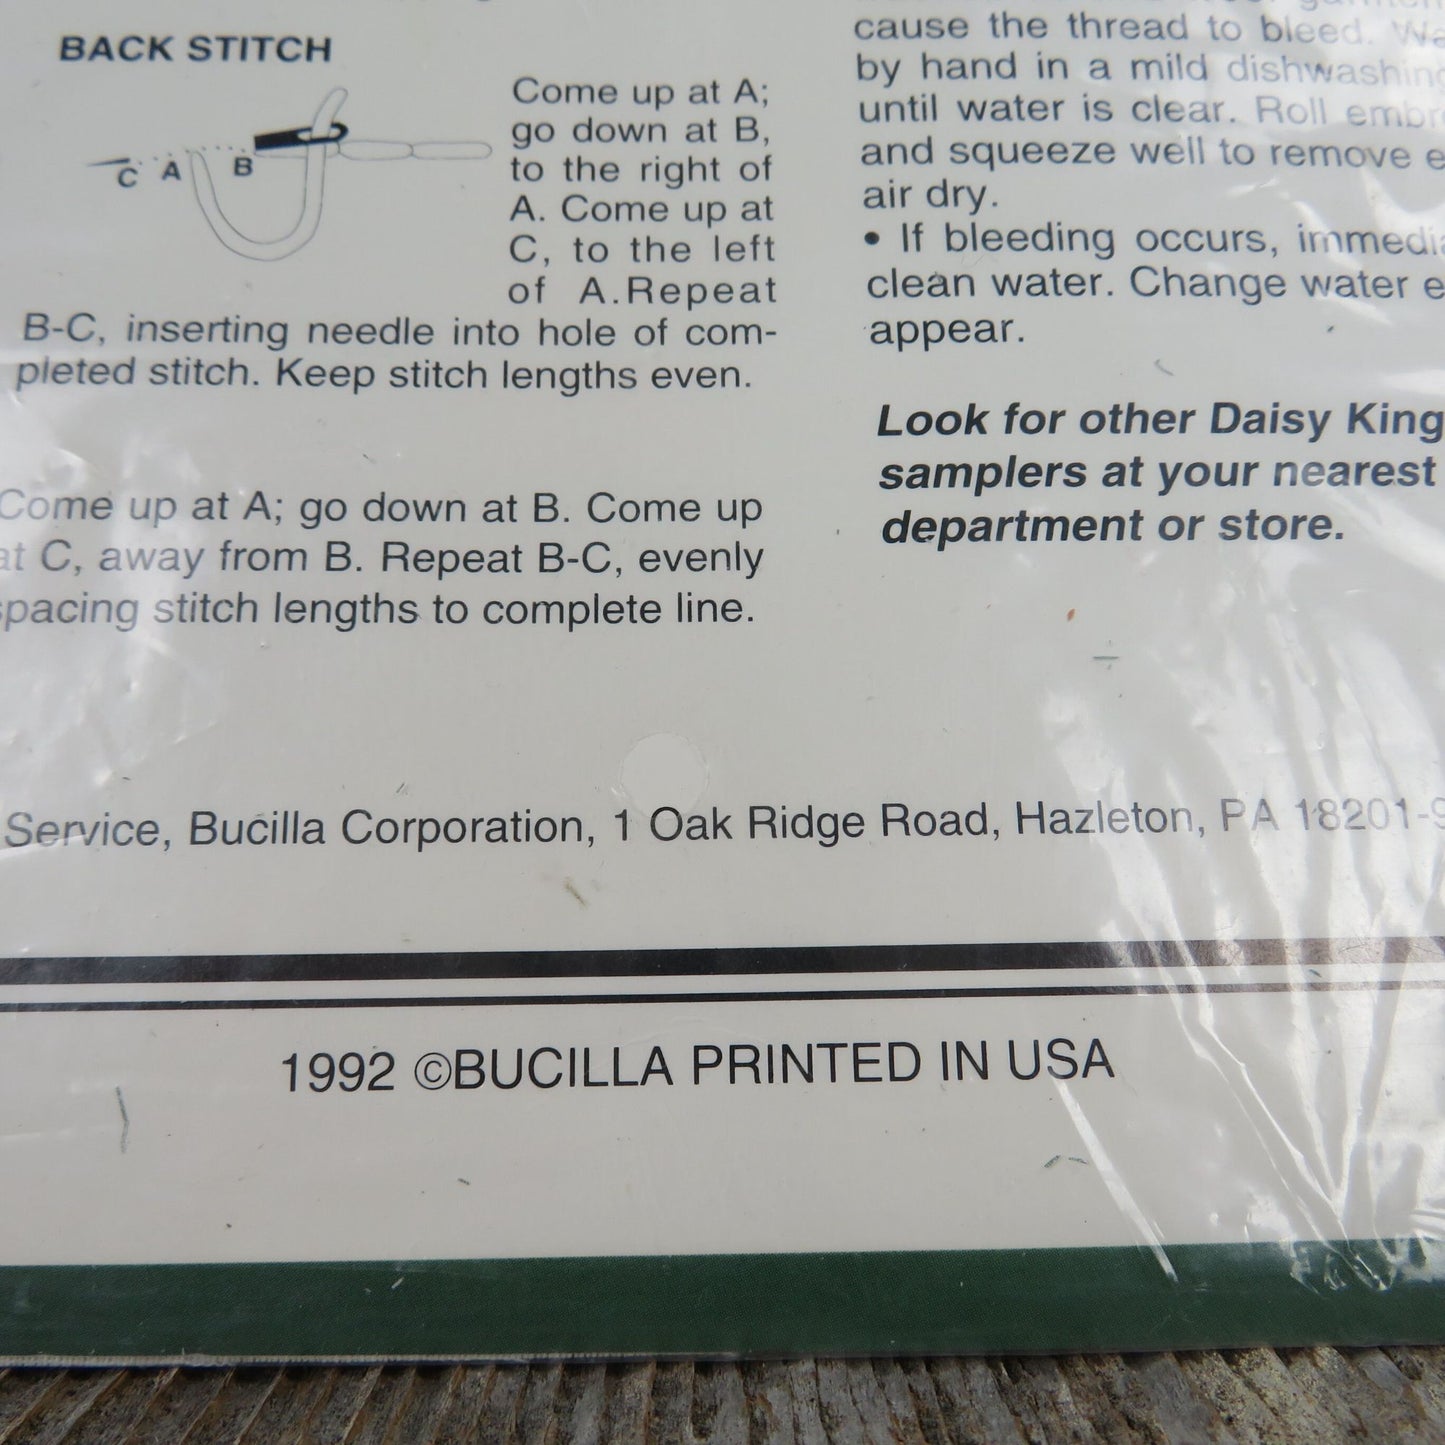 BACK STITCH
C A B
Come up at A;
go down at B,
to the right of
A. Come up at
C, to the left
of A.Repeat
B-C, inserting needle into hole of com-
pleted stitch. Keep stitch lengths even.
Come up at A; go down at B. Come up
at C, away from B. Repeat B-C, evenly
spacing stitch lengths to complete line.
cause the thread to bleed.
by hand in a mild dishwashing
until water is clear. Roll
and squeeze well to remove
air dry.
• If bleeding occurs,
clean water. Change water
appear.
Look for other Daisy King
samplers at your nearest
department or store.
Service, Bucilla Corporation, 1 Oak Ridge Road, Hazleton, PA 18201-9
1992 ©BUCILLA PRINTED IN USA